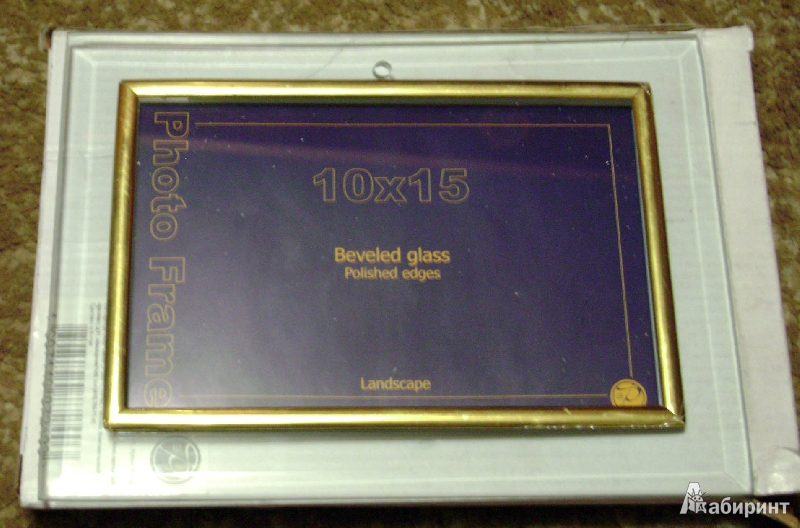 Photo Frame
10x15
Beveled glass
Polished edges
Landscape
Лабиринт